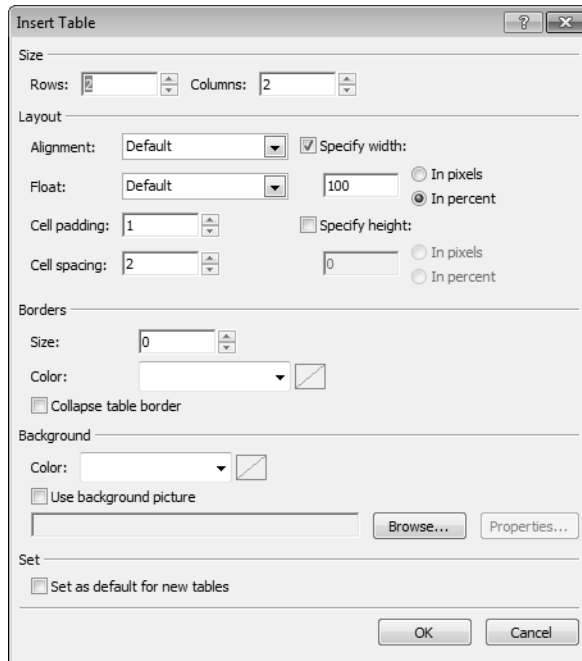 Insert Table
Size
Rows: 2 Columns: 2
Layout
Alignment: Default Specify width:
Float: Default 100 In pixels
In percent
Cell padding: 1 Specify height:
Cell spacing: 2 0 In pixels
In percent
Borders
Size: 0
Color:
Collapse table border
Background
Color:
Use background picture
Browse... Properties...
Set
Set as default for new tables
OK Cancel